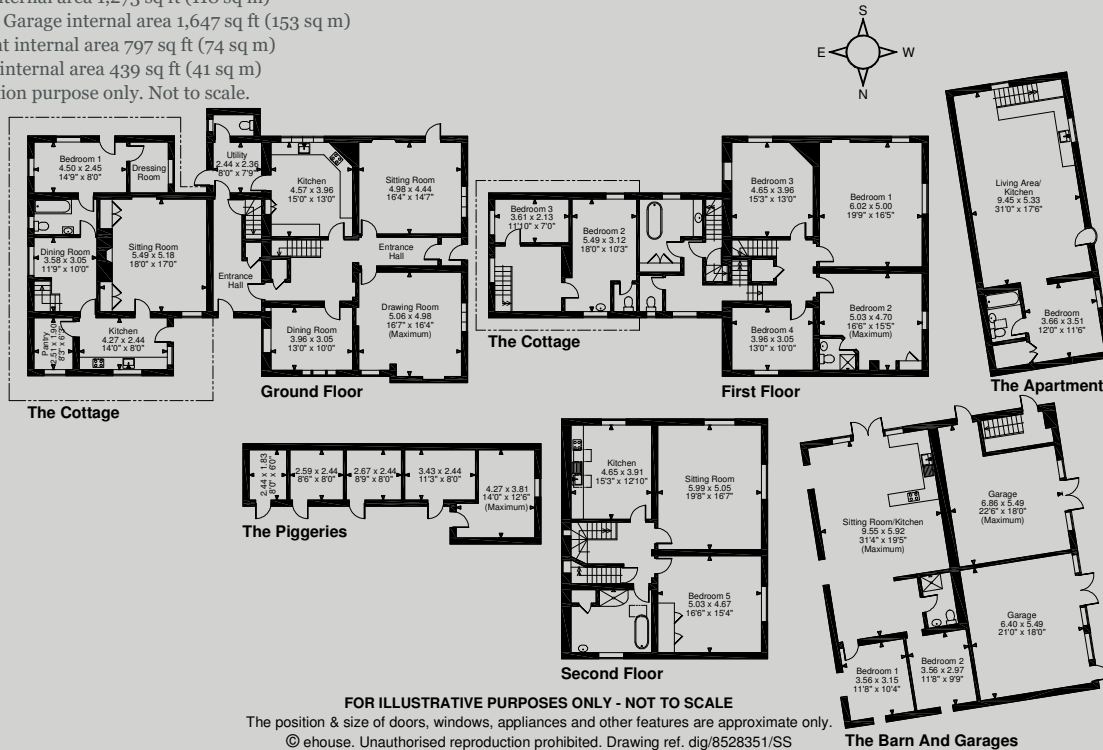 nternal area 1,273 sq ft (118 sq m)
Garage internal area 1,647 sq ft (153 sq m)
nt internal area 797 sq ft (74 sq m)
internal area 439 sq ft (41 sq m)
tion purpose only. Not to scale.
S
E
W
N
Bedroom 1
4.50 x 2.45
14'9" x 8'0"
Dressing
Room
Dining Room
3.58 x 3.05
11'9" x 10'0"
Sitting Room
5.49 x 5.18
18'0" x 17'0"
Pantry
2.51 x 1.90
8'3" x 6'3"
Kitchen
4.27 x 2.44
14'0" x 8'0"
The Cottage
Utility
2.44 x 2.36
8'0" x 7'9"
Kitchen
4.57 x 3.96
15'0" x 13'0"
Sitting Room
4.98 x 4.44
16'4" x 14'7"
Entrance
Hall
Entrance
Hall
Dining Room
3.96 x 3.05
13'0" x 10'0"
Drawing Room
5.06 x 4.98
16'7" x 16'4"
(Maximum)
Ground Floor
Bedroom 3
3.61 x 2.13
11'10" x 7'0"
Bedroom 2
5.49 x 3.12
18'0" x 10'3"
The Cottage
Bedroom 3
4.65 x 3.96
15'3" x 13'0"
Bedroom 1
6.02 x 5.00
19'9" x 16'5"
Bedroom 4
3.96 x 3.05
13'0" x 10'0"
Bedroom 2
5.03 x 4.70
16'6" x 15'5"
(Maximum)
First Floor
Living Area/
Kitchen
9.45 x 5.33
31'0" x 17'6"
Bedroom
3.66 x 3.51
12'0" x 11'6"
The Apartment
2.44 x 1.83
8'0" x 6'0"
2.59 x 2.44
8'6" x 8'0"
2.67 x 2.44
8'9" x 8'0"
3.43 x 2.44
11'3" x 8'0"
4.27 x 3.81
14'0" x 12'6"
(Maximum)
The Piggeries
Kitchen
4.65 x 3.91
15'3" x 12'10"
Sitting Room
5.99 x 5.05
19'8" x 16'7"
Bedroom 5
5.03 x 4.67
16'6" x 15'4"
Second Floor
Sitting Room/Kitchen
9.55 x 5.92
31'4" x 19'5"
(Maximum)
Garage
6.86 x 5.49
22'6" x 18'0"
(Maximum)
Garage
6.40 x 5.49
21'0" x 18'0"
Bedroom 1
3.56 x 3.15
11'8" x 10'4"
Bedroom 2
3.56 x 2.97
11'8" x 9'9"
The Barn And Garages
FOR ILLUSTRATIVE PURPOSES ONLY - NOT TO SCALE
The position & size of doors, windows, appliances and other features are approximate only.
© ehouse. Unauthorised reproduction prohibited. Drawing ref. dig/8528351/SS